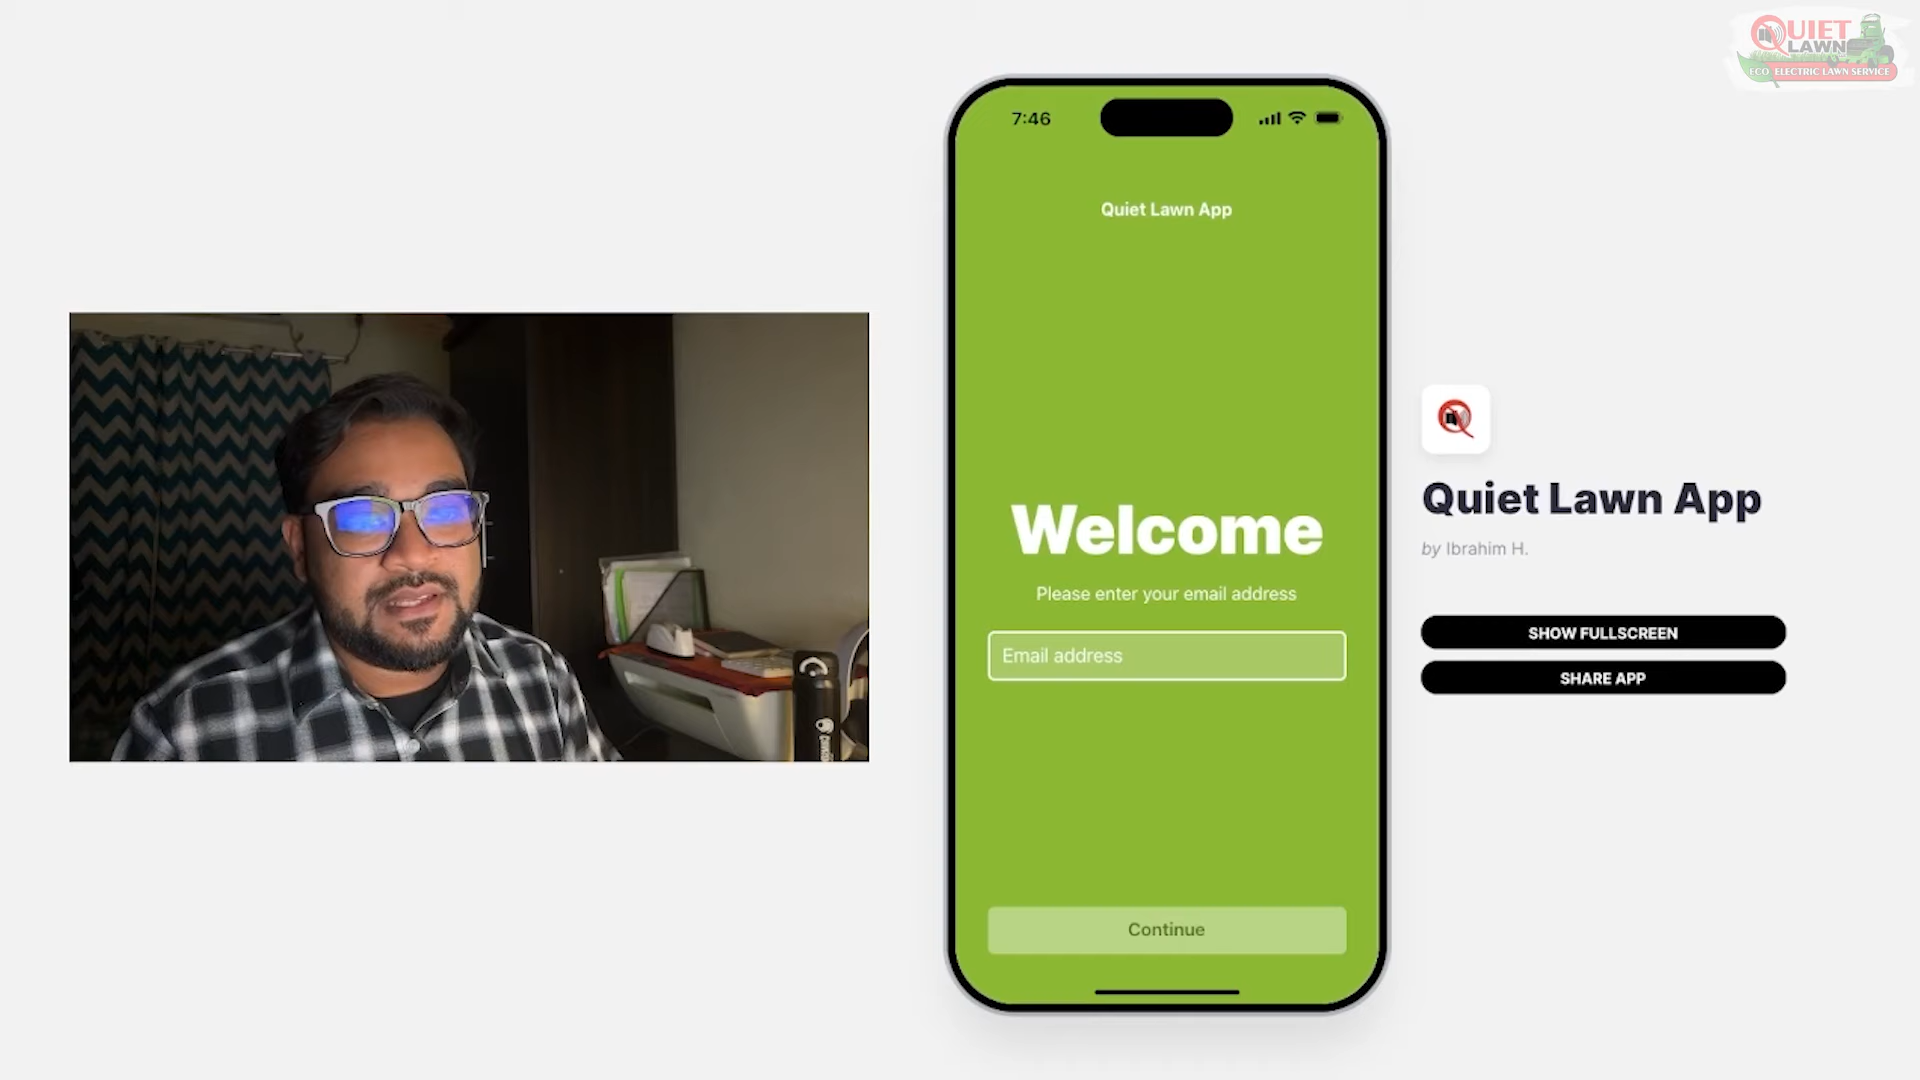 QUIET
LAWN
ECO ELECTRIC LAWN SERVICE
7:46
Quiet Lawn App
Welcome
Please enter your email address
Email address
Continue
Quiet Lawn App
by Ibrahim H.
SHOW FULLSCREEN
SHARE APP